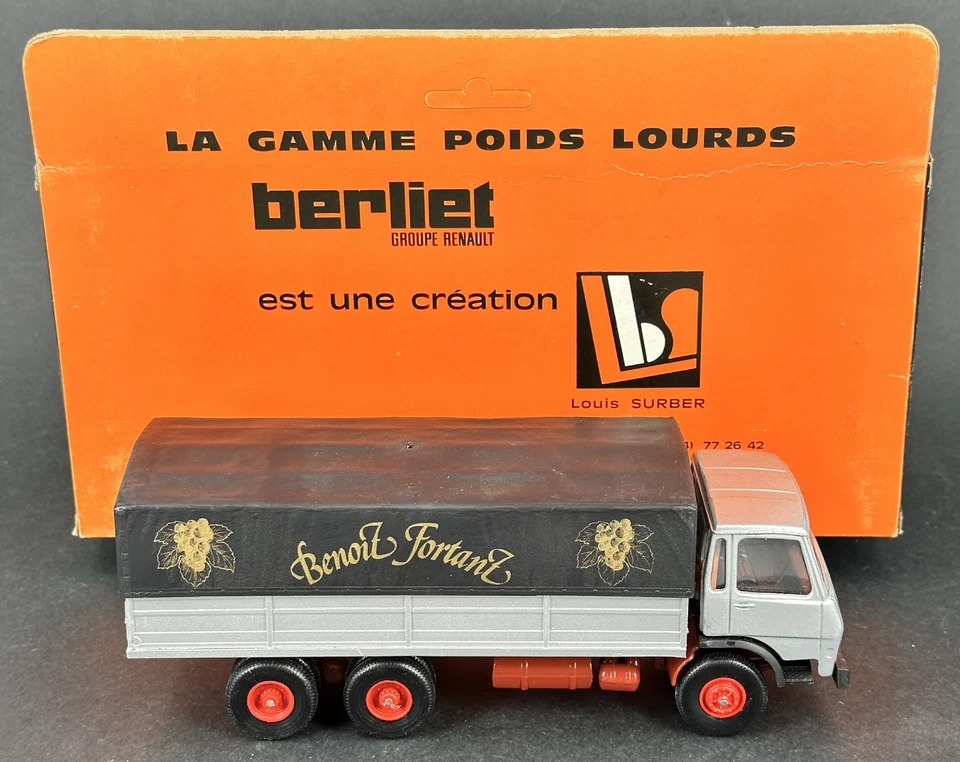 LA GAMME POIDS LOURDS
berliet
GROUPE RENAULT
est une création
Louis SURBER
77 26 42
Benoit Fortant